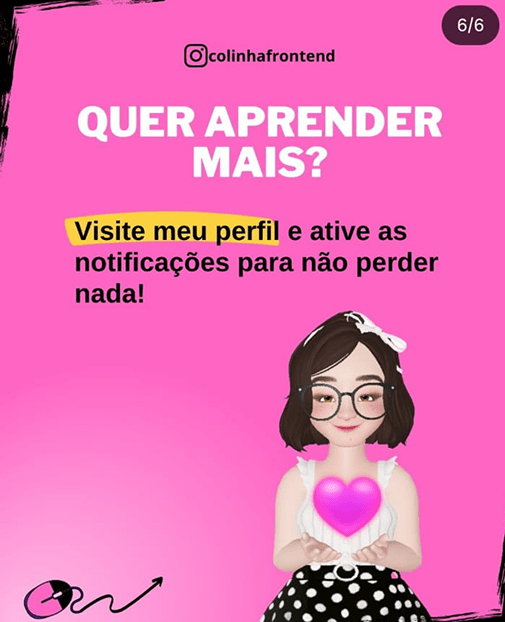 6/6
colinhafrontend
QUER APRENDER
MAIS?
Visite meu perfil e ative as
notificações para não perder
nada!